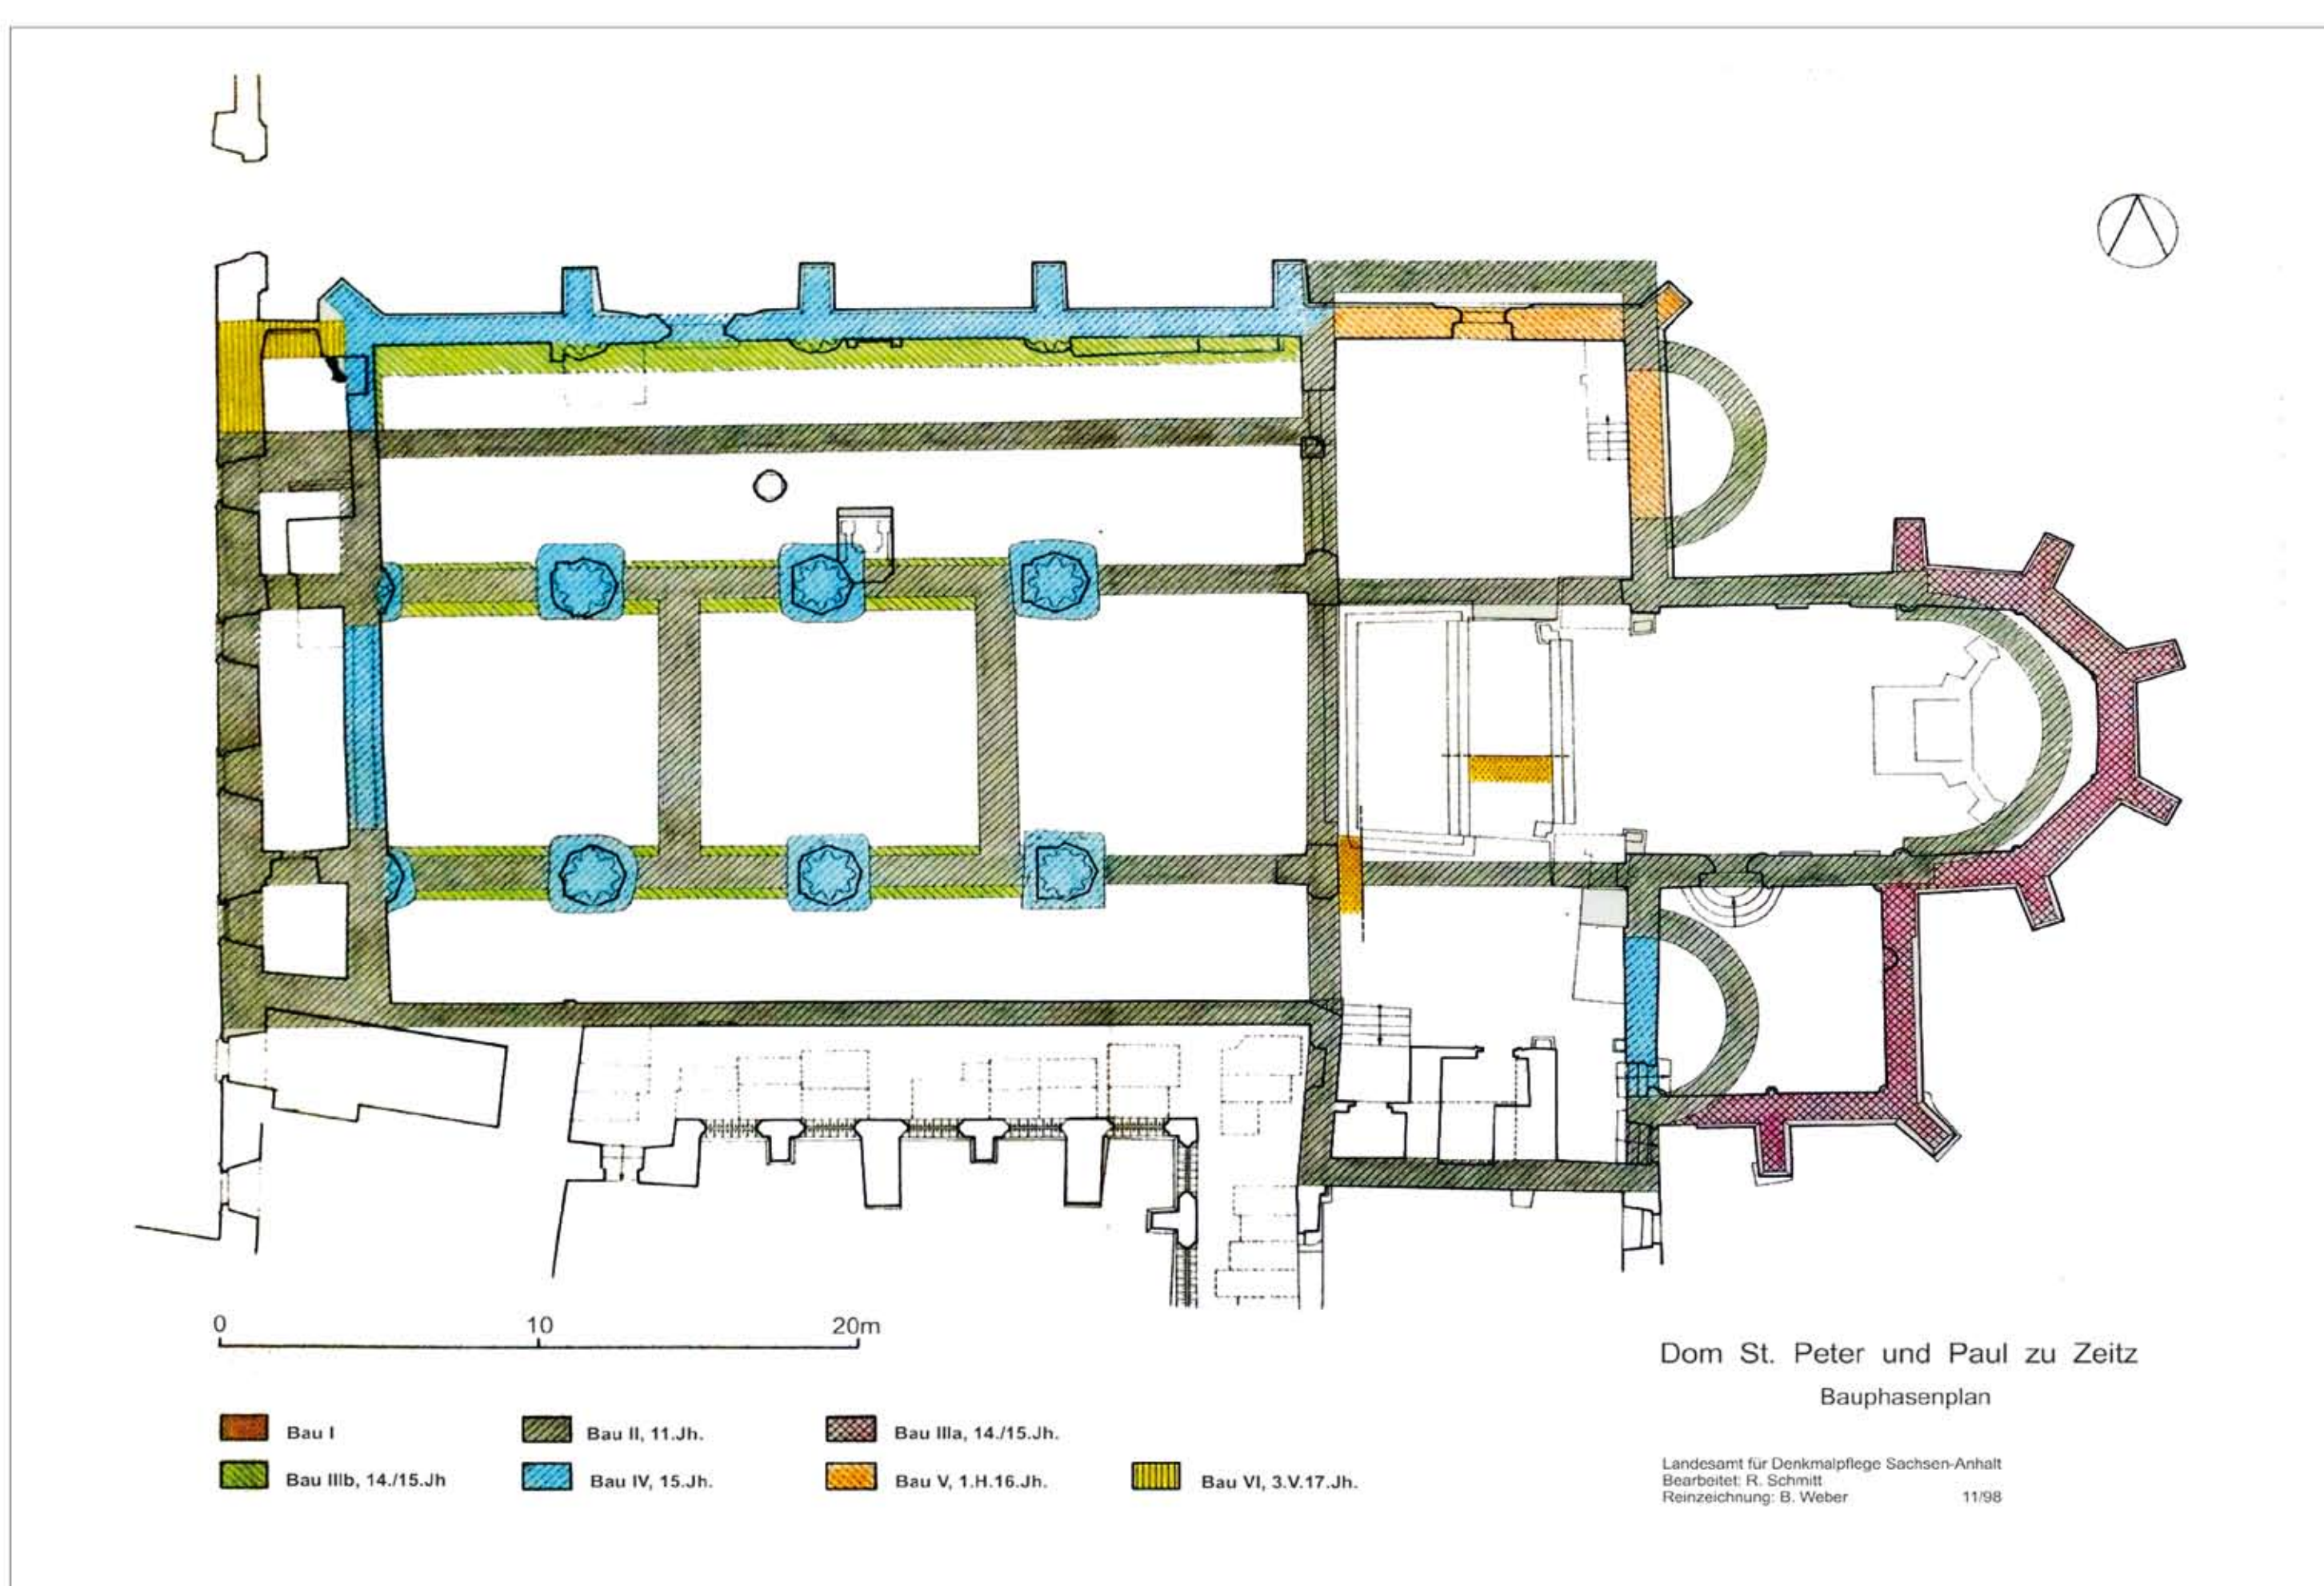 0 10 20m
Dom St. Peter und Paul zu Zeitz
Bauphasenplan
Bau I
Bau II, 11.Jh.
Bau IIIa, 14./15.Jh.
Bau IIIb, 14./15.Jh
Bau IV, 15.Jh.
Bau V, 1.H.16.Jh.
Bau VI, 3.V.17.Jh.
Landesamt für Denkmalpflege Sachsen-Anhalt
Bearbeitet: R. Schmitt
Reinzeichnung: B. Weber 11/98